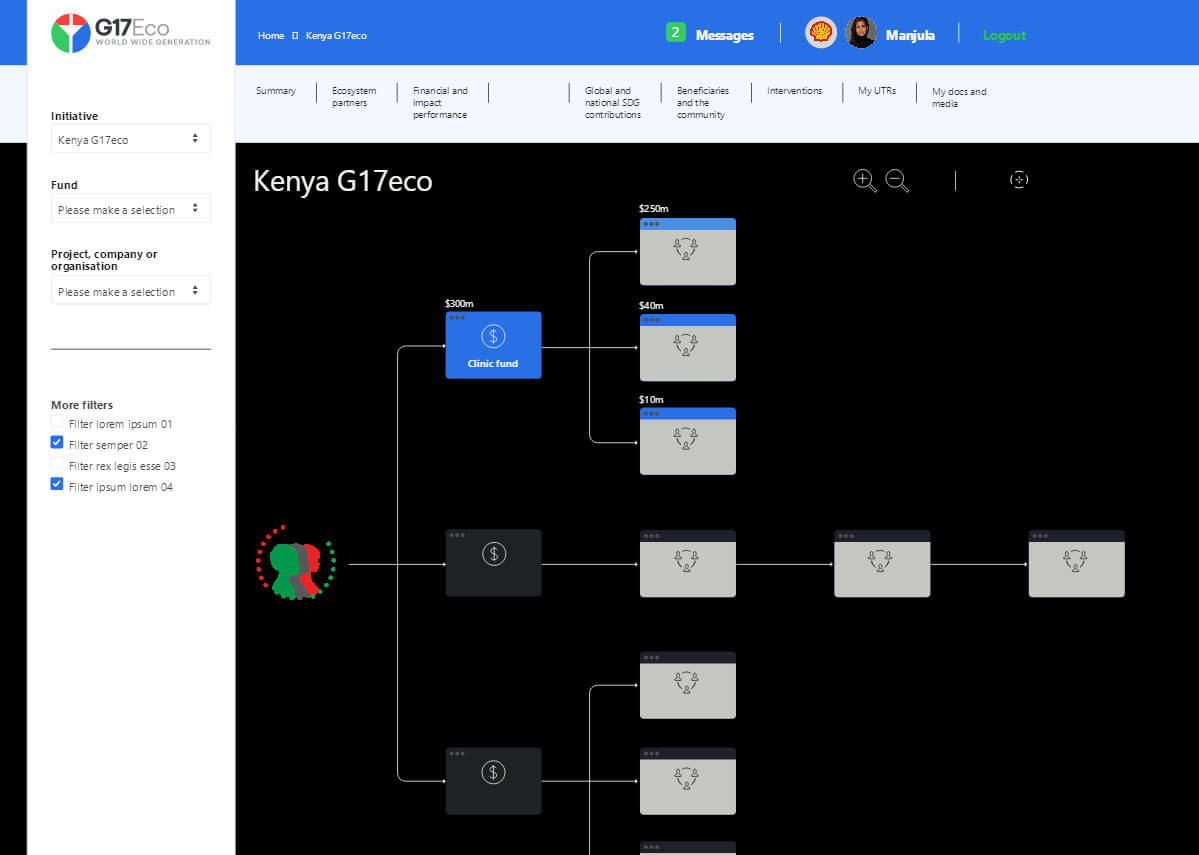 G17Eco
WORLD WIDE GENERATION
Home
Kenya G17eco
2
Messages
Manjula
Logout
Summary
Ecosystem
partners
Financial and
impact
performance
Global and
national SDG
contributions
Beneficiaries
and the
community
Interventions
My UTRs
My docs and
media
Initiative
Kenya G17eco
Fund
Please make a selection
Project, company or
organisation
Please make a selection
More filters
Filter lorem ipsum 01
Filter semper 02
Filter rex legis esse 03
Filter ipsum lorem 04
Kenya G17eco
$250m
$300m
$
Clinic fund
$40m
$10m
$
$